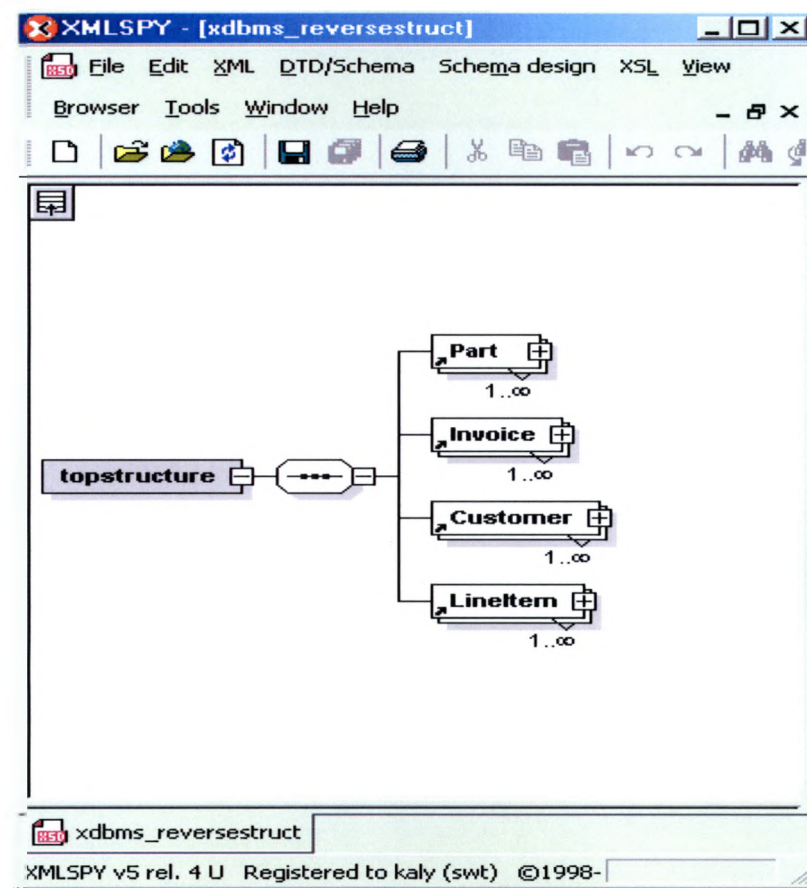 XMLSPY - [xdbms_reversestruct]
File Edit XML DTD/Schema Schema design XSL View
Browser Tools Window Help
topstructure
Part
1..∞
Invoice
1..∞
Customer
1..∞
LineItem
1..∞
xdbms_reversestruct
XMLSPY v5 rel. 4 U Registered to kaly (swt) ©1998-